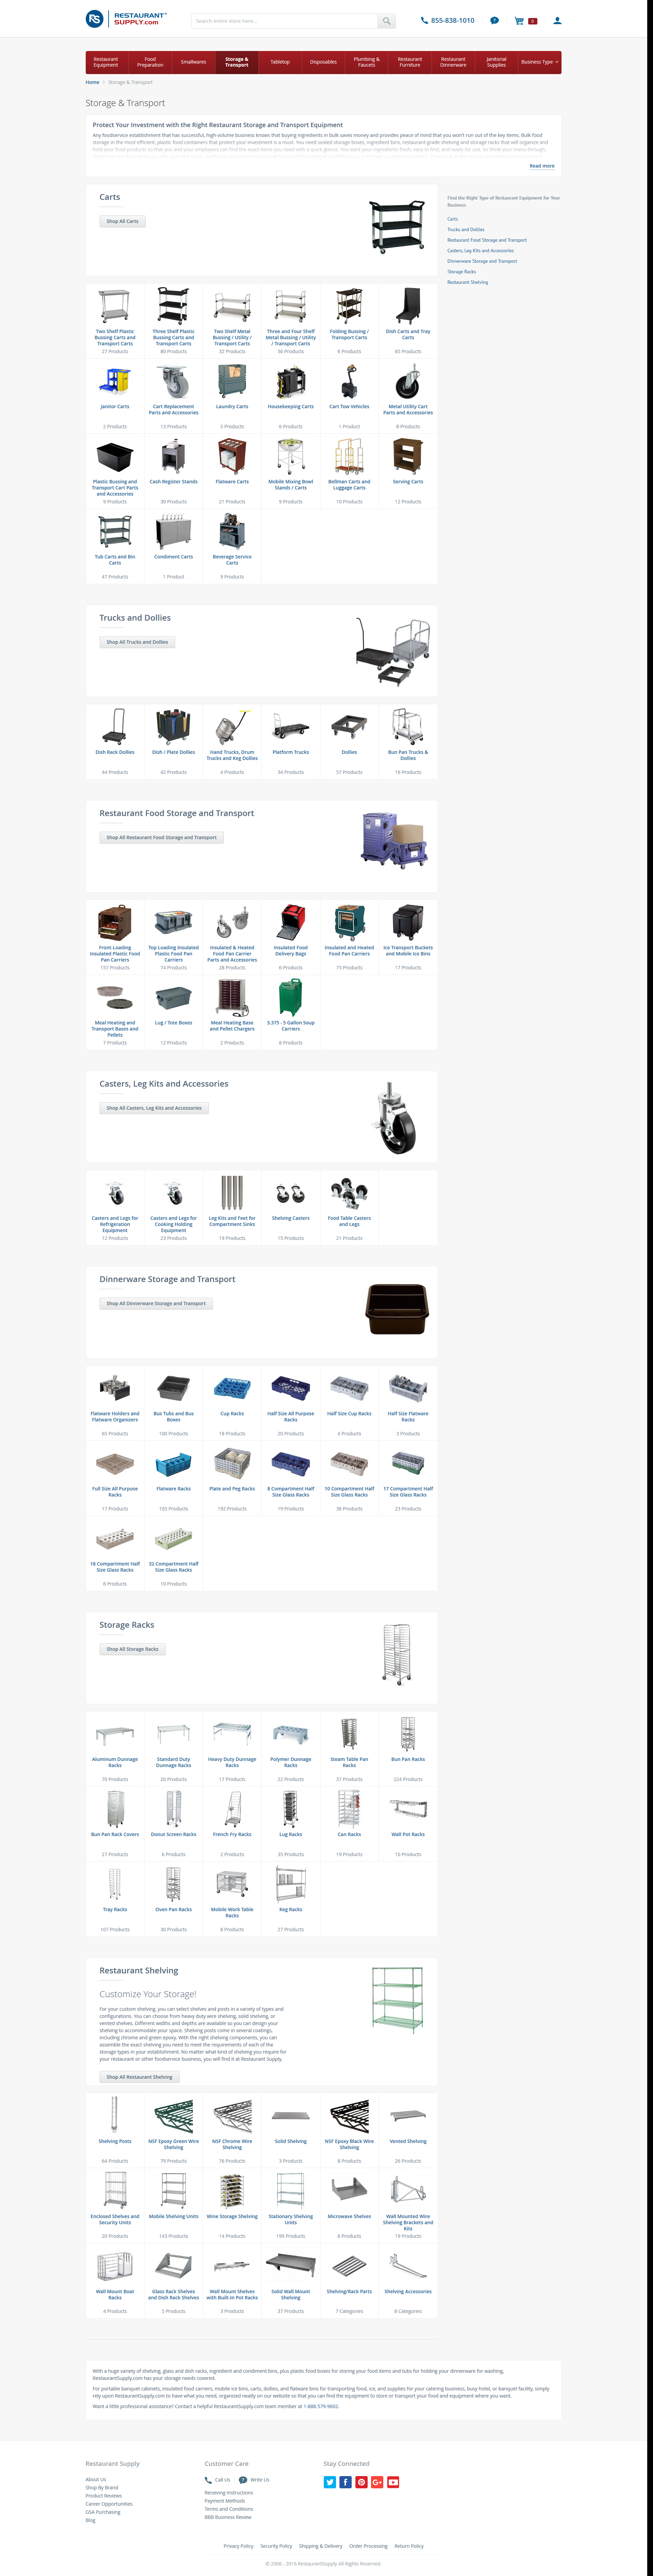 RS RESTAURANT
SUPPLY.com
Search entire store here...
855-838-1010
0
Restaurant Equipment
Food Preparation
Smallwares
Storage & Transport
Tabletop
Disposables
Plumbing & Faucets
Restaurant Furniture
Restaurant Dinnerware
Janitorial Supplies
Business Type
Home
Storage & Transport
Storage & Transport
Protect Your Investment with the Right Restaurant Storage and Transport Equipment
Any foodservice establishment that has successful, high-volume business knows that buying ingredients in bulk saves money and provides peace of mind that you won't run out of the key items. Bulk food
storage in the most efficient, plastic food containers that protect your investment is a must. You need sealed storage boxes, ingredient bins, restaurant-grade shelving and storage racks that will organize and
hold your food products so that you and your employees can find the exact items you need with a quick glance.
Read more
Find the Right Type of Restaurant Equipment for Your
Business
Carts
Trucks and Dollies
Restaurant Food Storage and Transport
Casters, Leg Kits and Accessories
Dinnerware Storage and Transport
Storage Racks
Restaurant Shelving
Carts
Shop All Carts
Two Shelf Plastic Bussing Carts and Transport Carts
27 Products
Three Shelf Plastic Bussing Carts and Transport Carts
80 Products
Two Shelf Metal Bussing / Utility / Transport Carts
32 Products
Three and Four Shelf Metal Bussing / Utility / Transport Carts
36 Products
Folding Bussing / Transport Carts
6 Products
Dish Carts and Tray Carts
65 Products
Janitor Carts
2 Products
Cart Replacement Parts and Accessories
13 Products
Laundry Carts
5 Products
Housekeeping Carts
6 Products
Cart Tow Vehicles
1 Product
Metal Utility Cart Parts and Accessories
8 Products
Plastic Bussing and Transport Cart Parts and Accessories
9 Products
Cash Register Stands
30 Products
Flatware Carts
21 Products
Mobile Mixing Bowl Stands / Carts
9 Products
Bellman Carts and Luggage Carts
10 Products
Serving Carts
12 Products
Tub Carts and Bin Carts
47 Products
Condiment Carts
1 Product
Beverage Service Carts
9 Products
Trucks and Dollies
Shop All Trucks and Dollies
Dish Rack Dollies
44 Products
Dish / Plate Dollies
42 Products
Hand Trucks, Drum Trucks and Keg Dollies
4 Products
Platform Trucks
34 Products
Dollies
57 Products
Bun Pan Trucks & Dollies
16 Products
Restaurant Food Storage and Transport
Shop All Restaurant Food Storage and Transport
Front Loading Insulated Plastic Food Pan Carriers
157 Products
Top Loading Insulated Plastic Food Pan Carriers
74 Products
Insulated & Heated Food Pan Carrier Parts and Accessories
28 Products
Insulated Food Delivery Bags
6 Products
Insulated and Heated Food Pan Carriers
73 Products
Ice Transport Buckets and Mobile Ice Bins
17 Products
Meal Heating and Transport Bases and Pellets
7 Products
Lug / Tote Boxes
12 Products
Meal Heating Base and Pellet Chargers
2 Products
3.375 - 5 Gallon Soup Carriers
8 Products
Casters, Leg Kits and Accessories
Shop All Casters, Leg Kits and Accessories
Casters and Legs for Refrigeration Equipment
12 Products
Casters and Legs for Cooking Holding Equipment
23 Products
Leg Kits and Feet for Compartment Sinks
19 Products
Shelving Casters
15 Products
Food Table Casters and Legs
21 Products
Dinnerware Storage and Transport
Shop All Dinnerware Storage and Transport
Flatware Holders and Flatware Organizers
65 Products
Bus Tubs and Bus Boxes
100 Products
Cup Racks
18 Products
Half Size All Purpose Racks
20 Products
Half Size Cup Racks
4 Products
Half Size Flatware Racks
3 Products
Full Size All Purpose Racks
17 Products
Flatware Racks
105 Products
Plate and Peg Racks
192 Products
8 Compartment Half Size Glass Racks
19 Products
10 Compartment Half Size Glass Racks
36 Products
17 Compartment Half Size Glass Racks
23 Products
18 Compartment Half Size Glass Racks
6 Products
32 Compartment Half Size Glass Racks
10 Products
Storage Racks
Shop All Storage Racks
Aluminum Dunnage Racks
70 Products
Standard Duty Dunnage Racks
20 Products
Heavy Duty Dunnage Racks
17 Products
Polymer Dunnage Racks
22 Products
Steam Table Pan Racks
37 Products
Bun Pan Racks
224 Products
Bun Pan Rack Covers
27 Products
Donut Screen Racks
6 Products
French Fry Racks
2 Products
Lug Racks
35 Products
Can Racks
19 Products
Wall Pot Racks
10 Products
Tray Racks
107 Products
Oven Pan Racks
30 Products
Mobile Work Table Racks
8 Products
Keg Racks
27 Products
Restaurant Shelving
Customize Your Storage!
For your custom shelving, you can select shelves and posts in a variety of types and
configurations. You can choose from heavy duty wire shelving, solid shelving, or
vented shelves. Different widths and depths are available so you can design your
shelving to accommodate your space. Shelving posts come in several coatings,
including chrome and green epoxy. With the right shelving components, you can
assemble the exact shelving you need to meet the requirements of each of the
storage types in your establishment. No matter what kind of shelving you require for
your restaurant or other foodservice business, you will find it at Restaurant Supply.
Shop All Restaurant Shelving
Shelving Posts
64 Products
NSF Epoxy Green Wire Shelving
79 Products
NSF Chrome Wire Shelving
76 Products
Solid Shelving
3 Products
NSF Epoxy Black Wire Shelving
8 Products
Vented Shelving
26 Products
Enclosed Shelves and Security Units
20 Products
Mobile Shelving Units
143 Products
Wine Storage Shelving
14 Products
Stationary Shelving Units
199 Products
Microwave Shelves
6 Products
Wall Mounted Wire Shelving Brackets and Kits
19 Products
Wall Mount Boat Racks
4 Products
Glass Rack Shelves and Dish Rack Shelves
5 Products
Wall Mount Shelves with Built-In Pot Racks
3 Products
Solid Wall Mount Shelving
37 Products
Shelving/Rack Parts
7 Categories
Shelving Accessories
8 Categories
With a huge variety of shelving, glass and dish racks, ingredient and condiment bins, plus plastic food boxes for storing your food items and tubs for holding your dinnerware for washing,
RestaurantSupply.com has your storage needs covered.
For portable banquet cabinets, insulated food carriers, mobile ice bins, carts, dollies, and flatware bins for transporting food, ice, and supplies for your catering business, busy hotel, or banquet facility, simply
rely upon RestaurantSupply.com to have what you need, organized neatly on your website so that you can find the equipment to store or transport your food and equipment where you want.
Want a little professional assistance? Contact a helpful RestaurantSupply.com team member at 1-888-579-9602.
Restaurant Supply
About Us
Shop By Brand
Product Reviews
Career Opportunities
GSA Purchasing
Blog
Customer Care
Call Us
Write Us
Receiving Instructions
Payment Methods
Terms and Conditions
BBB Business Review
Stay Connected
Privacy Policy
Security Policy
Shipping & Delivery
Order Processing
Return Policy
© 2006 - 2016 RestaurantSupply All Rights Reserved.